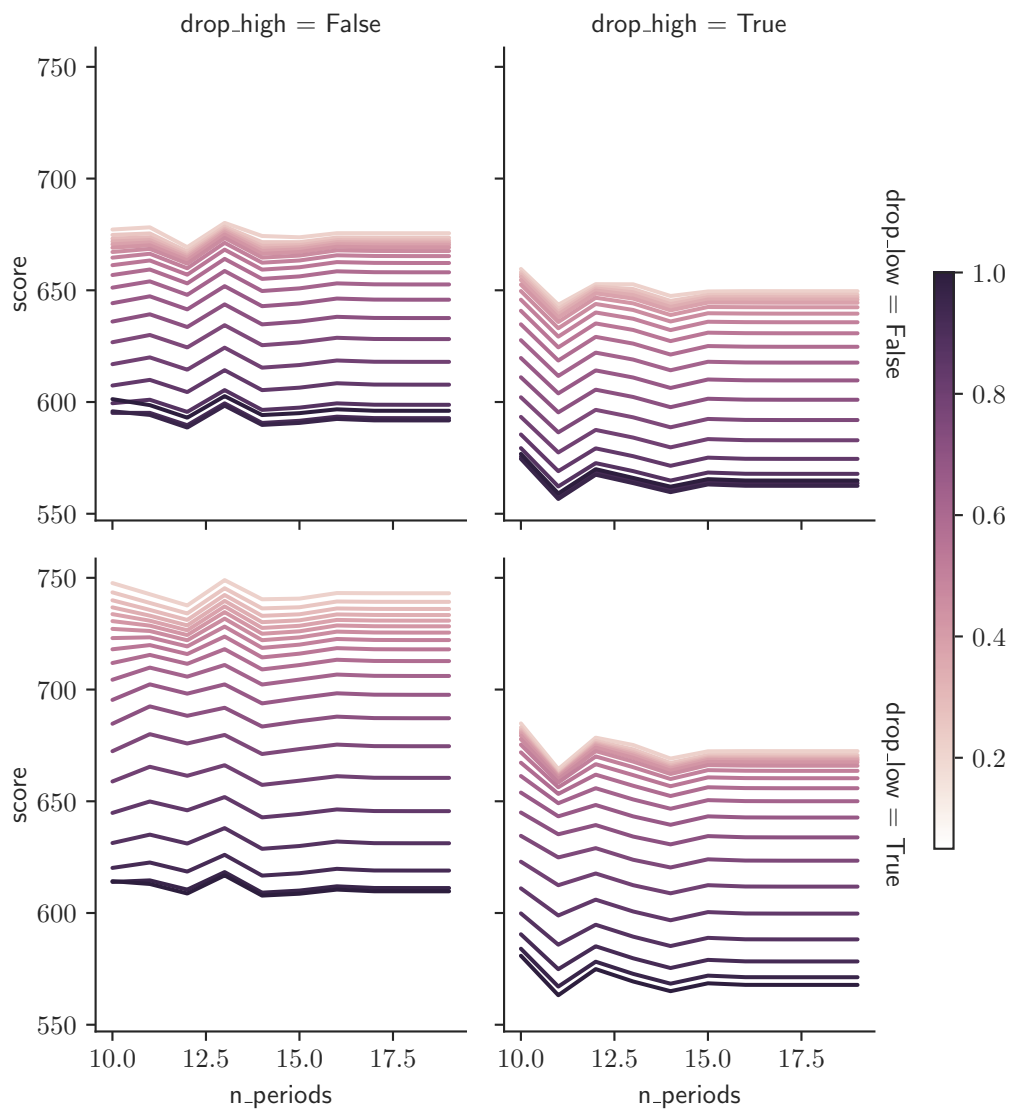 drop_high = False
drop_high = True
750
700
650
600
550
score
drop_low = False
750
700
650
600
550
score
10.0 12.5 15.0 17.5
n_periods
10.0 12.5 15.0 17.5
n_periods
drop_low = True
1.0
0.8
0.6
0.4
0.2